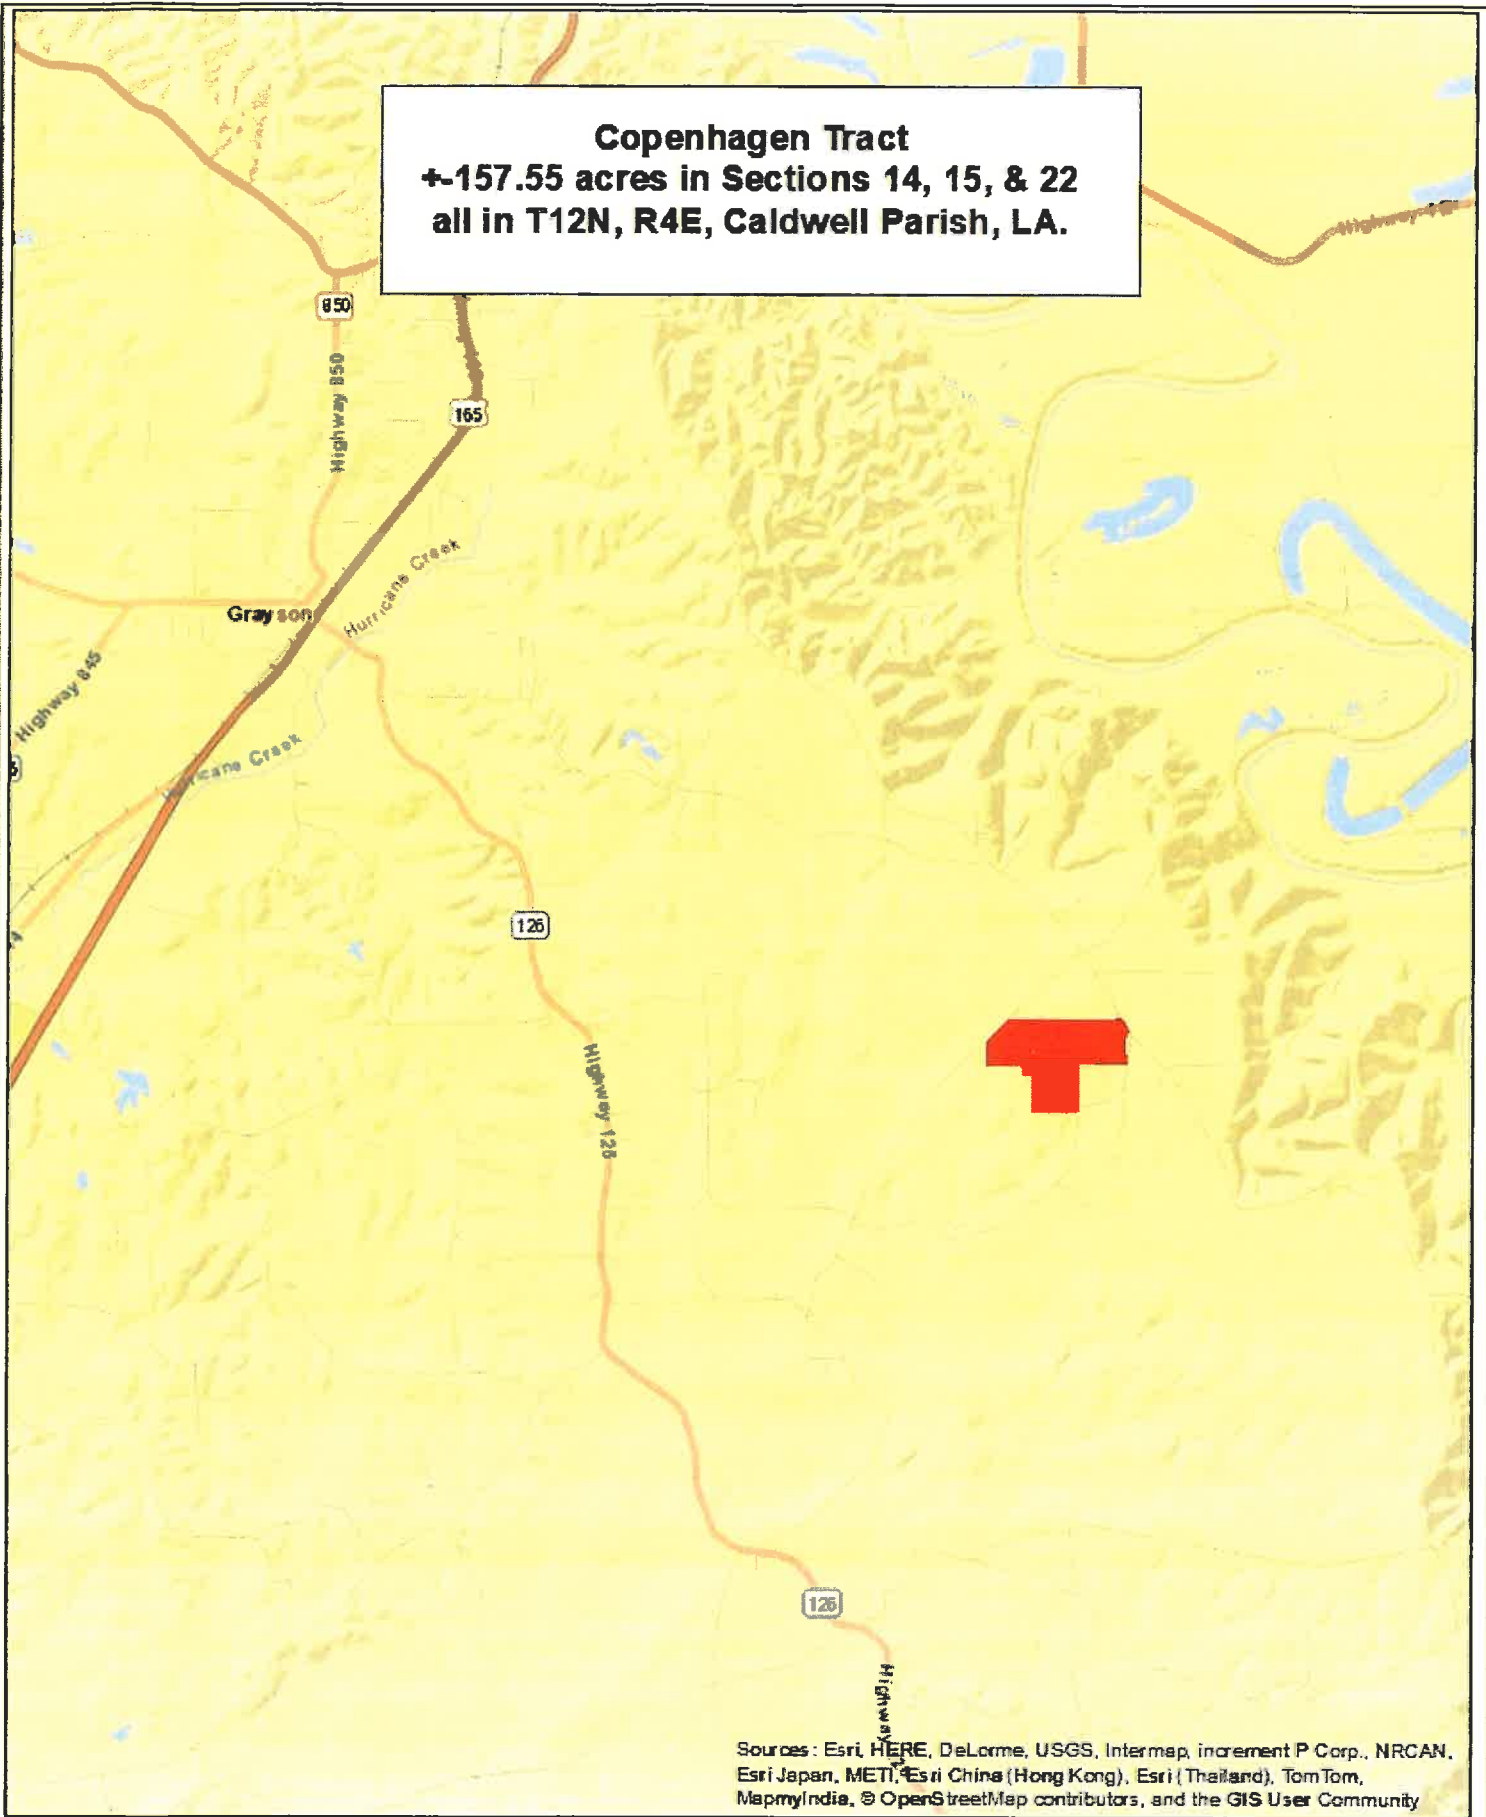 Copenhagen Tract
+-157.55 acres in Sections 14, 15, & 22
all in T12N, R4E, Caldwell Parish, LA.
Highway
850
Highway 850
165
Hurricane Creek
Grayson
Highway 845
Hurricane Creek
126
Highway 126
126
Highway
Sources: Esri, HERE, DeLorme, USGS, Intermap, increment P Corp., NRCAN,
Esri Japan, METI, Esri China (Hong Kong), Esri (Thailand), TomTom,
MapmyIndia, © OpenStreetMap contributors, and the GIS User Community